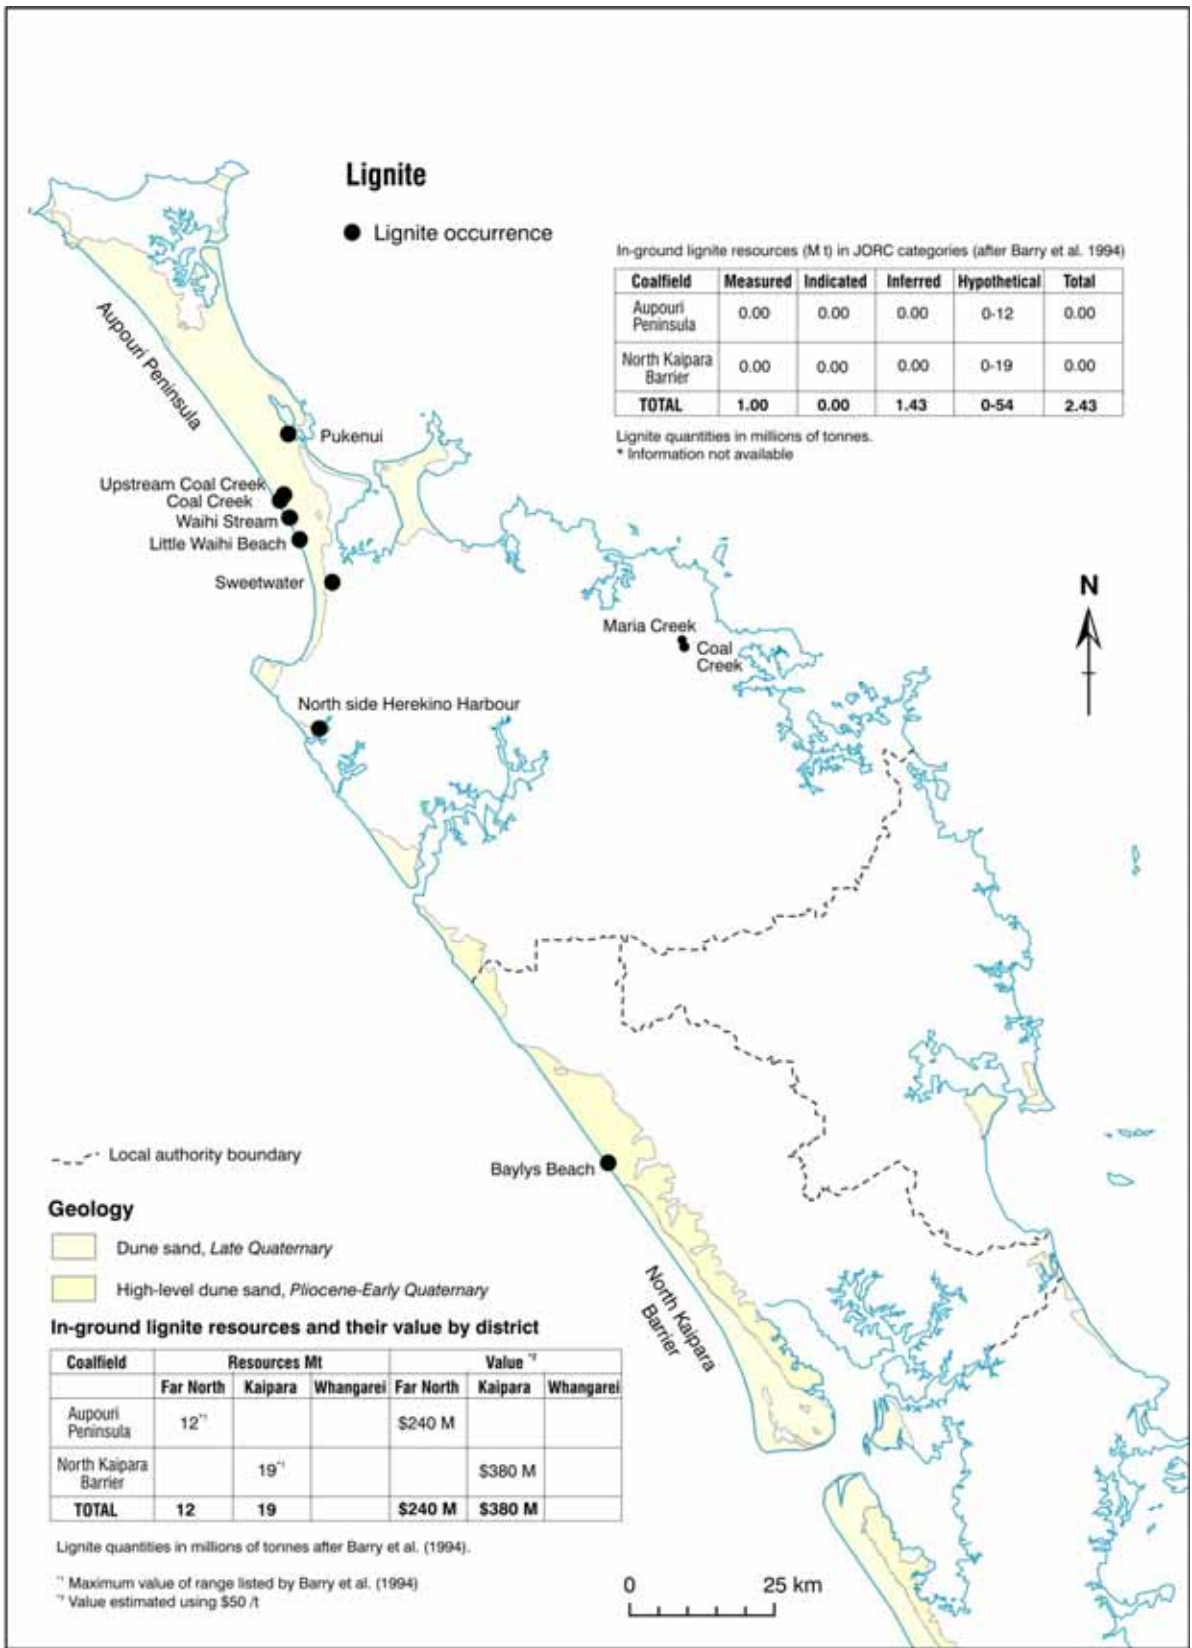 Lignite
Lignite occurrence
In-ground lignite resources (M t) in JORC categories (after Barry et al. 1994)
Coalfield Measured Indicated Inferred Hypothetical Total
Aupouri
Peninsula 0.00 0.00 0.00 0-12 0.00
North Kaipara
Barrier 0.00 0.00 0.00 0-19 0.00
TOTAL 1.00 0.00 1.43 0-54 2.43
Lignite quantities in millions of tonnes.
* Information not available
Aupouri Peninsula
Pukenui
Upstream Coal Creek
Coal Creek
Waihi Stream
Little Waihi Beach
Sweetwater
N
Maria Creek
Coal
Creek
North side Herekino Harbour
Local authority boundary
Baylys Beach
Geology
Dune sand, Late Quaternary
High-level dune sand, Pliocene-Early Quaternary
North Kaipara
Barrier
In-ground lignite resources and their value by district
Coalfield Resources Mt Value *2
Far North Kaipara Whangarei Far North Kaipara Whangarei
Aupouri
Peninsula 12*1 $240 M
North Kaipara
Barrier 19*1 $380 M
TOTAL 12 19 $240 M $380 M
Lignite quantities in millions of tonnes after Barry et al. (1994).
*1 Maximum value of range listed by Barry et al. (1994)
*2 Value estimated using $50 /t
0 25 km